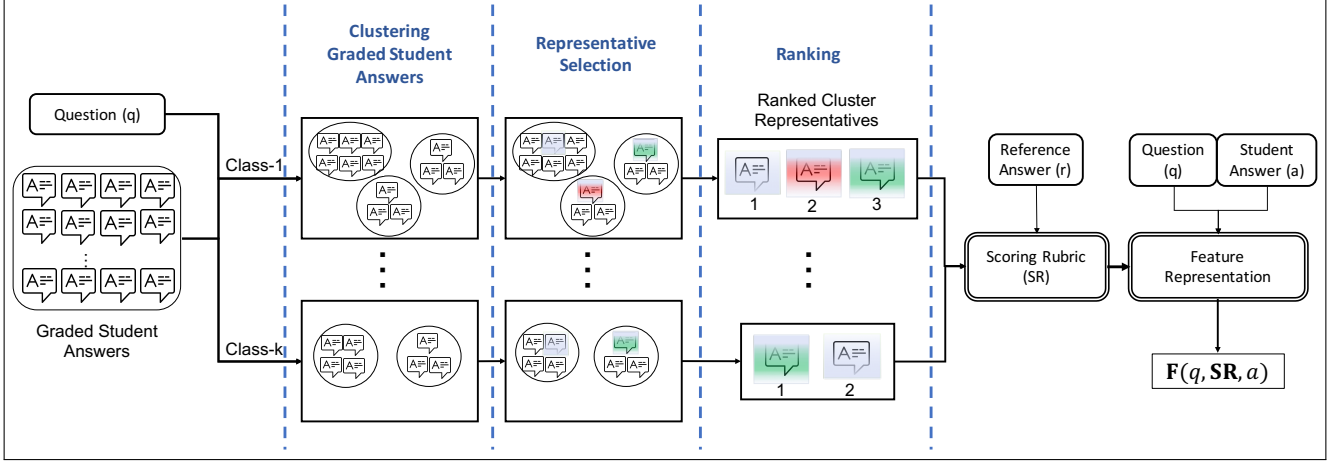 Clustering
Graded Student
Answers
Representative
Selection
Ranking
Question (q)
Graded Student
Answers
Class-1
Class-k
Ranked Cluster
Representatives
1
2
3
1
2
Reference
Answer (r)
Question
(q)
Student
Answer (a)
Scoring Rubric
(SR)
Feature
Representation
F(q, SR, a)